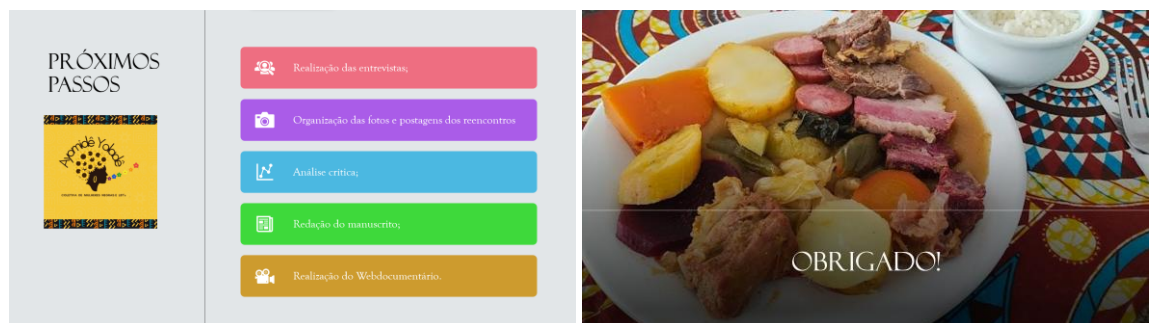 PRÓXIMOS
PASSOS
Ayomidê Yalodê
Realização das entrevistas;
Organização das fotos e postagens dos reencontros
Análise crítica;
Redação do manuscrito;
Realização do Webdocumentário.
OBRIGADO!